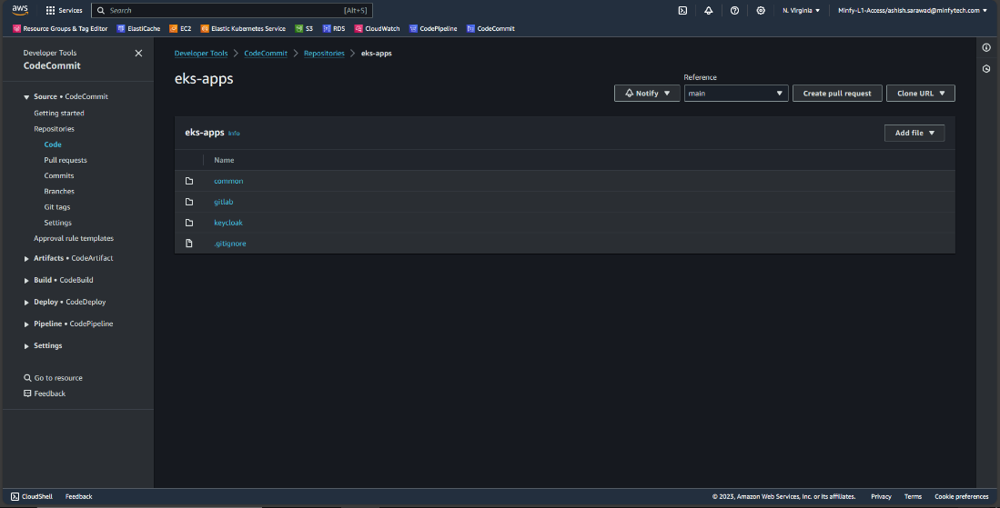 aws Services Search [Alt+S] N. Virginia Minfy-L1-Access/ashish.sarawad@minfytech.com
Resource Groups & Tag Editor ElastiCache EC2 Elastic Kubernetes Service S3 RDS CloudWatch CodePipeline CodeCommit
Developer Tools
CodeCommit
Source • CodeCommit
Getting started
Repositories
Code
Pull requests
Commits
Branches
Git tags
Settings
Approval rule templates
Artifacts • CodeArtifact
Build • CodeBuild
Deploy • CodeDeploy
Pipeline • CodePipeline
Settings
Go to resource
Feedback
Developer Tools CodeCommit Repositories eks-apps
eks-apps
Reference
Notify main Create pull request Clone URL
eks-apps Info Add file
Name
common
gitlab
keycloak
.gitignore
CloudShell Feedback © 2023, Amazon Web Services, Inc. or its affiliates. Privacy Terms Cookie preferences